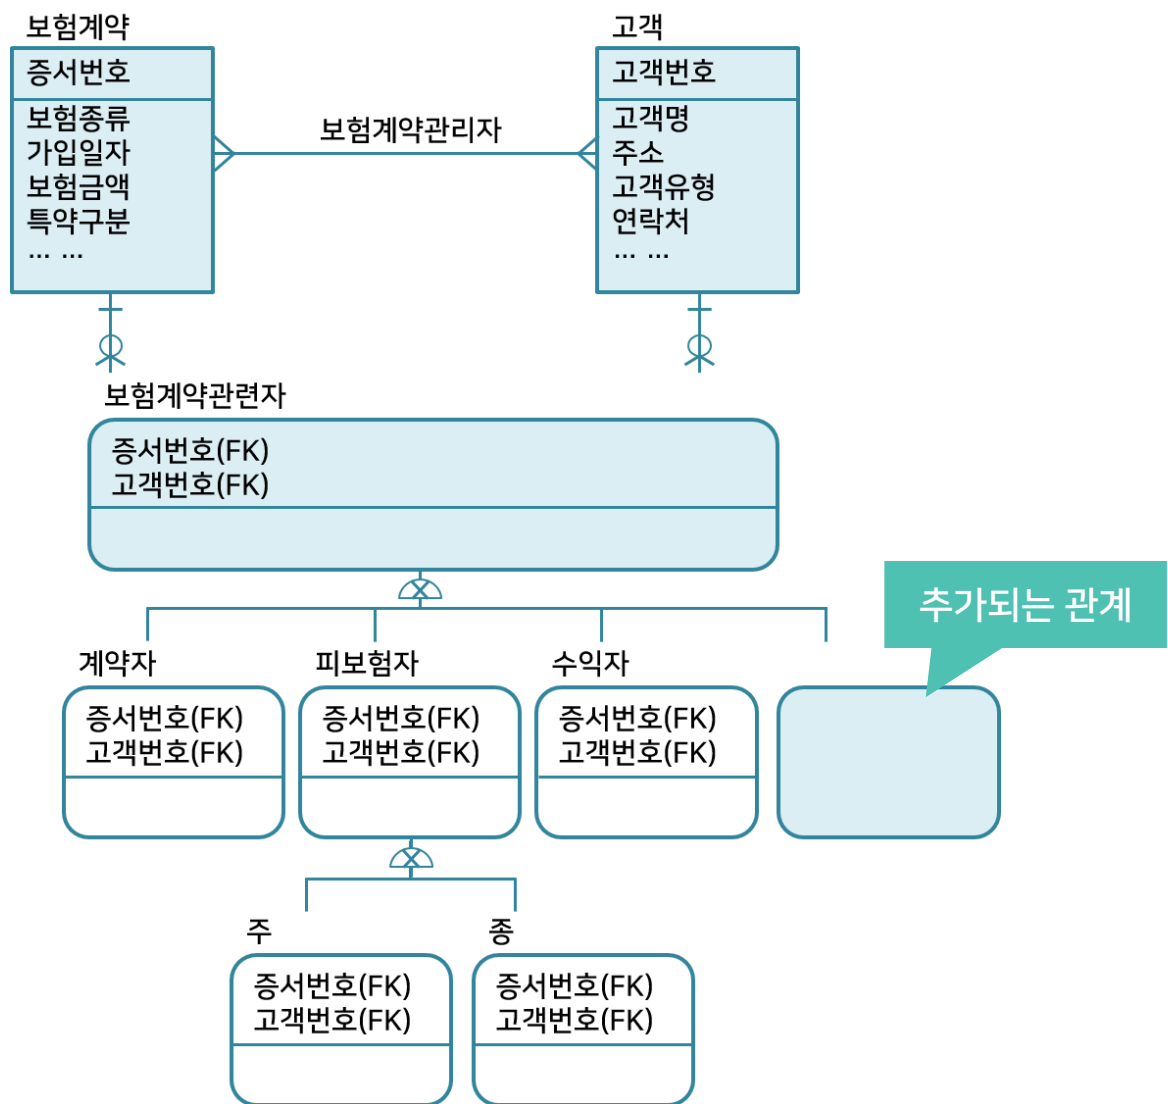 보험계약
고객
증서번호
보험종류
가입일자
보험금액
특약구분
... ...
보험계약관리자
고객번호
고객명
주소
고객유형
연락처
... ...
보험계약관련자
증서번호(FK)
고객번호(FK)
추가되는 관계
계약자
증서번호(FK)
고객번호(FK)
피보험자
증서번호(FK)
고객번호(FK)
수익자
증서번호(FK)
고객번호(FK)
주
증서번호(FK)
고객번호(FK)
종
증서번호(FK)
고객번호(FK)